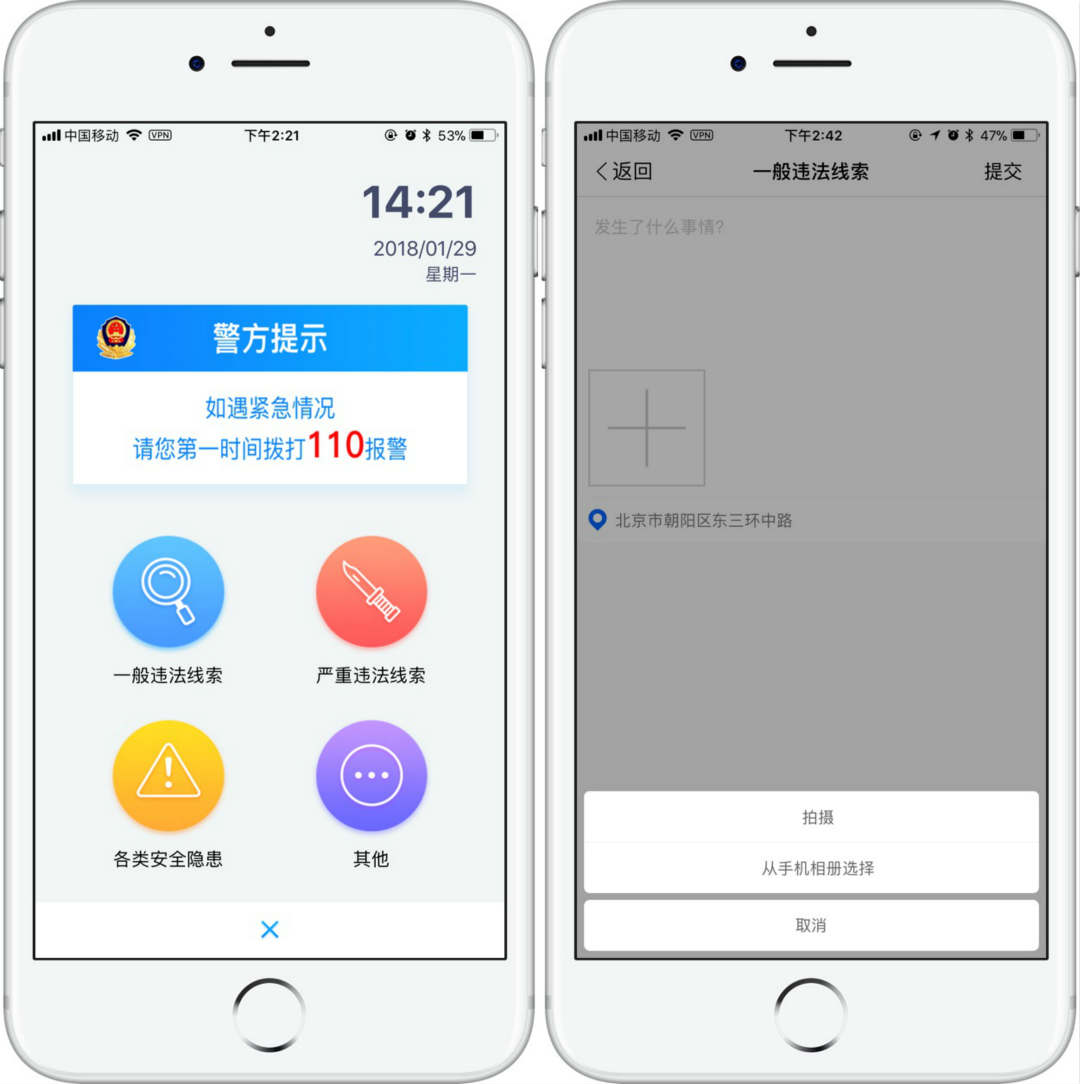 中国移动 VPN 下午2:21 53%
14:21
2018/01/29
星期一
警方提示
如遇紧急情况
请您第一时间拨打110报警
一般违法线索 严重违法线索
各类安全隐患 其他
中国移动 VPN 下午2:42 47%
返回 一般违法线索 提交
发生了什么事情?
北京市朝阳区东三环中路
拍摄
从手机相册选择
取消